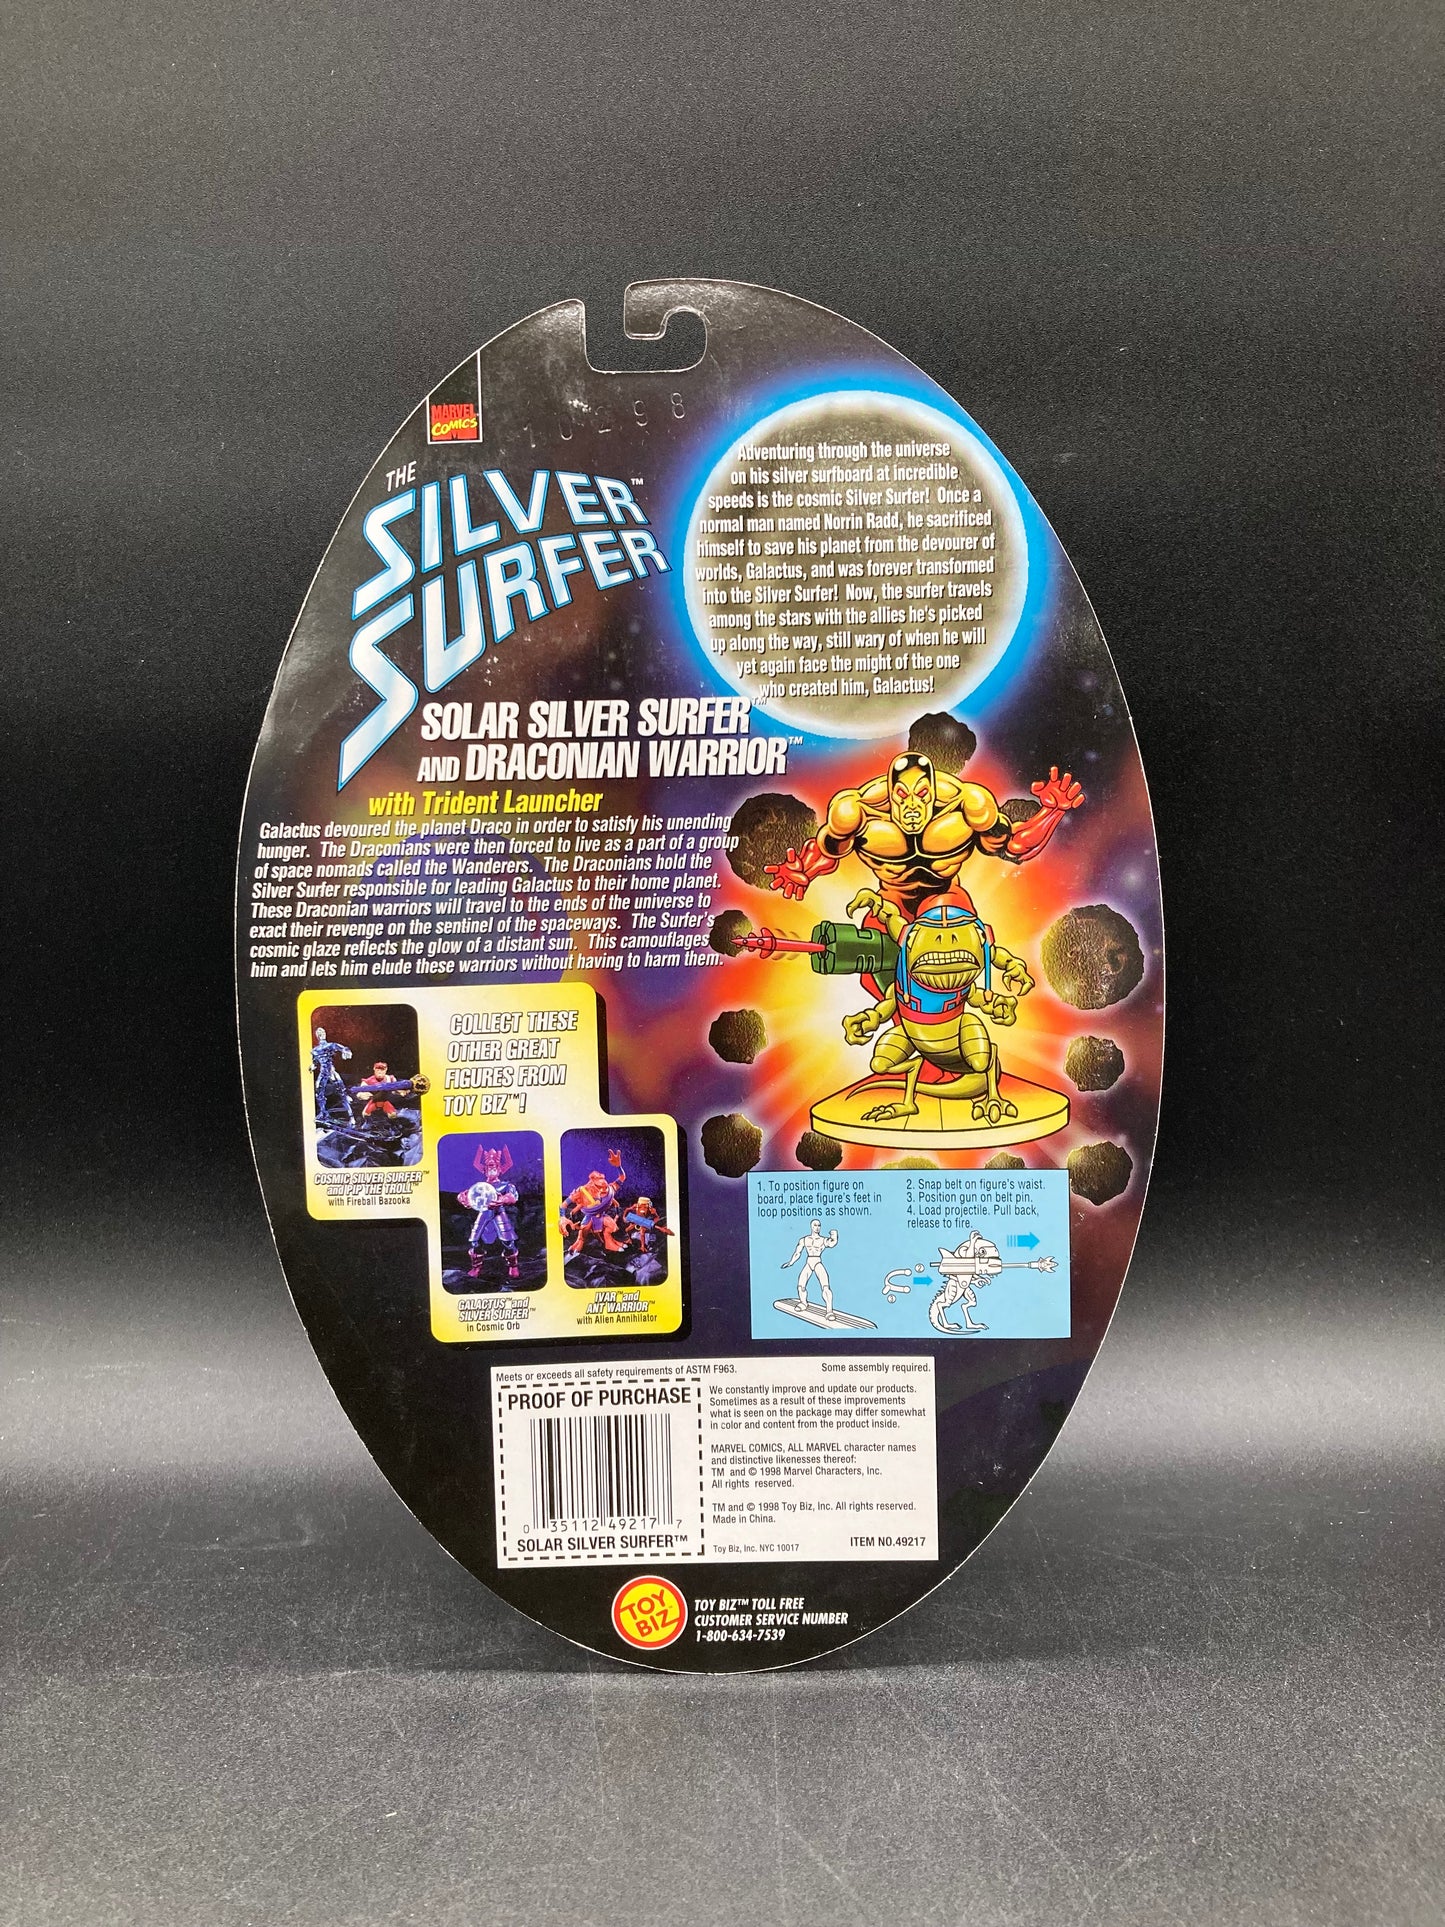 MARVEL
COMICS
10298
THE
SILVER™
SURFER
Adventuring through the universe
on his silver surfboard at incredible
speeds is the cosmic Silver Surfer! Once a
normal man named Norrin Radd, he sacrificed
himself to save his planet from the devourer of
worlds, Galactus, and was forever transformed
into the Silver Surfer! Now, the surfer travels
among the stars with the allies he's picked
up along the way, still wary of when he will
yet again face the might of the one
who created him, Galactus!
SOLAR SILVER SURFER™
AND DRACONIAN WARRIOR™
with Trident Launcher
Galactus devoured the planet Draco in order to satisfy his unending
hunger. The Draconians were then forced to live as a part of a group
of space nomads called the Wanderers. The Draconians hold the
Silver Surfer responsible for leading Galactus to their home planet.
These Draconian warriors will travel to the ends of the universe to
exact their revenge on the sentinel of the spaceways. The Surfer's
cosmic glaze reflects the glow of a distant sun. This camouflages
him and lets him elude these warriors without having to harm them.
COLLECT THESE
OTHER GREAT
FIGURES FROM
TOY BIZ™!
COSMIC SILVER SURFER™
and PIP THE TROLL™
with Fireball Bazooka
GALACTUS™ and
SILVER SURFER™
in Cosmic Orb
IVAR™ and
ANT WARRIOR™
with Alien Annihilator
1. To position figure on
board, place figure's feet in
loop positions as shown.
2. Snap belt on figure's waist.
3. Position gun on belt pin.
4. Load projectile. Pull back,
release to fire.
2
3
Meets or exceeds all safety requirements of ASTM F963.
Some assembly required.
PROOF OF PURCHASE
0 35112 49217 7
SOLAR SILVER SURFER™
We constantly improve and update our products.
Sometimes as a result of these improvements
what is seen on the package may differ somewhat
in color and content from the product inside.
MARVEL COMICS, ALL MARVEL character names
and distinctive likenesses thereof:
TM and © 1998 Marvel Characters, Inc.
All rights reserved.
TM and © 1998 Toy Biz, Inc. All rights reserved.
Made in China.
Toy Biz, Inc. NYC 10017
ITEM NO.49217
TOY
BIZ
TOY BIZ™ TOLL FREE
CUSTOMER SERVICE NUMBER
1-800-634-7539